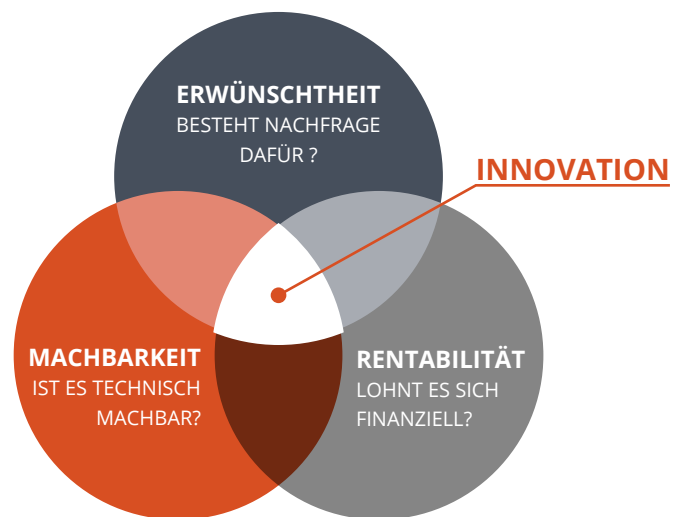 ERWÜNSCHTHEIT
BESTEHT NACHFRAGE
DAFÜR ?
INNOVATION
MACHBARKEIT
IST ES TECHNISCH
MACHBAR?
RENTABILITÄT
LOHNT ES SICH
FINANZIELL?